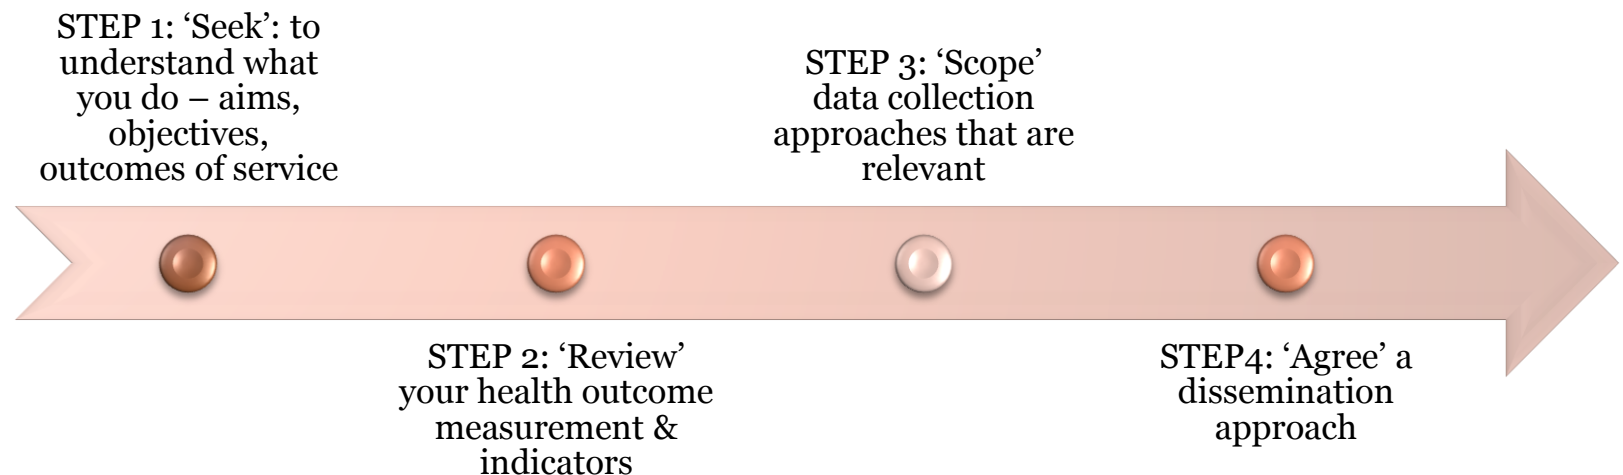 STEP 1: ‘Seek’: to
understand what
you do – aims,
objectives,
outcomes of service
STEP 2: ‘Review’
your health outcome
measurement &
indicators
STEP 3: ‘Scope’
data collection
approaches that are
relevant
STEP4: ‘Agree’ a
dissemination
approach